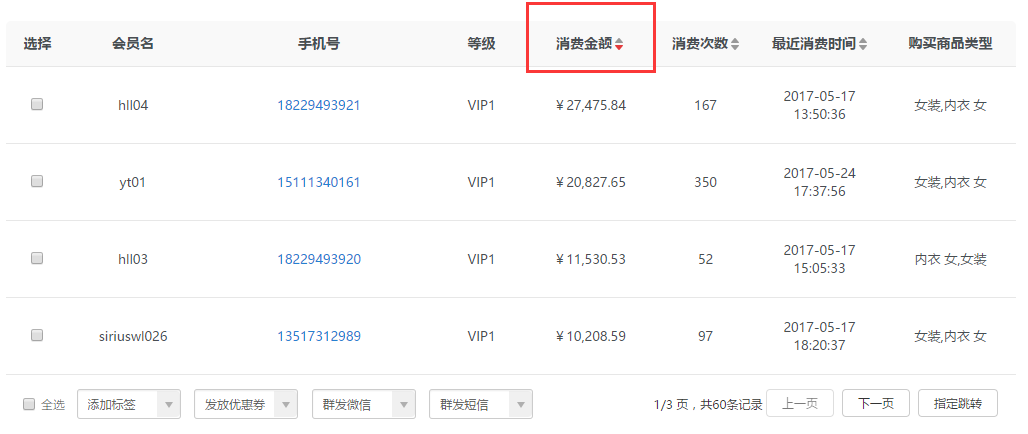 选择 会员名 手机号 等级 消费金额 消费次数 最近消费时间 购买商品类型
hll04 18229493921 VIP1 ¥27,475.84 167 2017-05-17 13:50:36 女装,内衣 女
yt01 15111340161 VIP1 ¥20,827.65 350 2017-05-24 17:37:56 女装,内衣 女
hll03 18229493920 VIP1 ¥11,530.53 52 2017-05-17 15:05:33 内衣 女,女装
siriuswl026 13517312989 VIP1 ¥10,208.59 97 2017-05-17 18:20:37 女装,内衣 女
全选 添加标签 发放优惠券 群发微信 群发短信 1/3 页，共60条记录 上一页 下一页 指定跳转